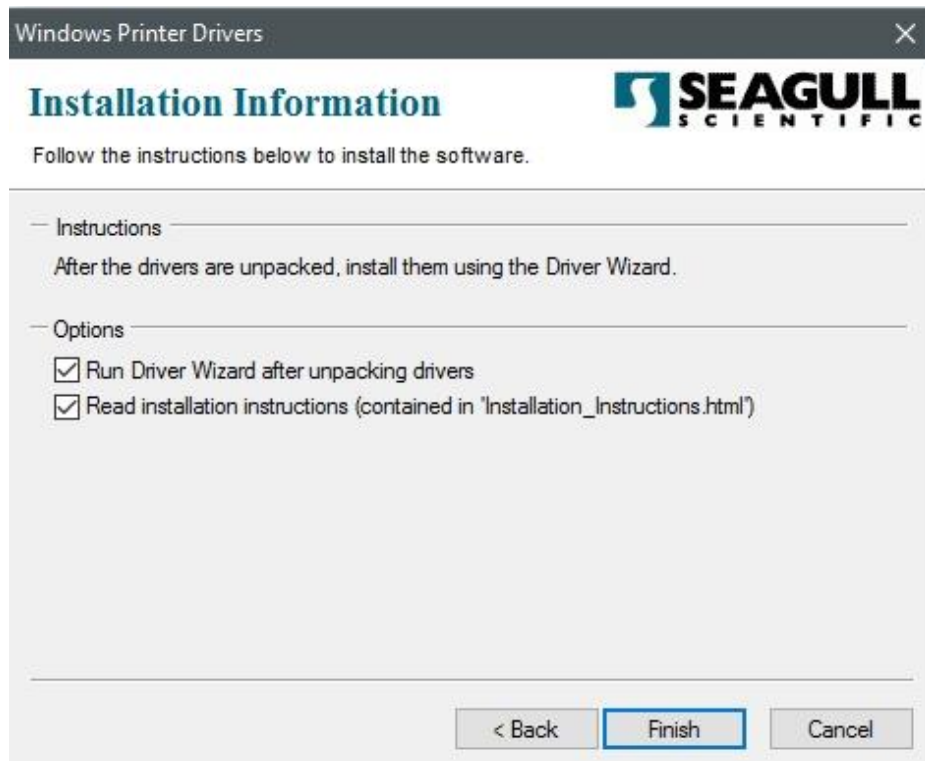 Windows Printer Drivers
Installation Information
SEAGULL
SCIENTIFIC
Follow the instructions below to install the software.
Instructions
After the drivers are unpacked, install them using the Driver Wizard.
Options
Run Driver Wizard after unpacking drivers
Read installation instructions (contained in "Installation_Instructions.html")
< Back Finish Cancel